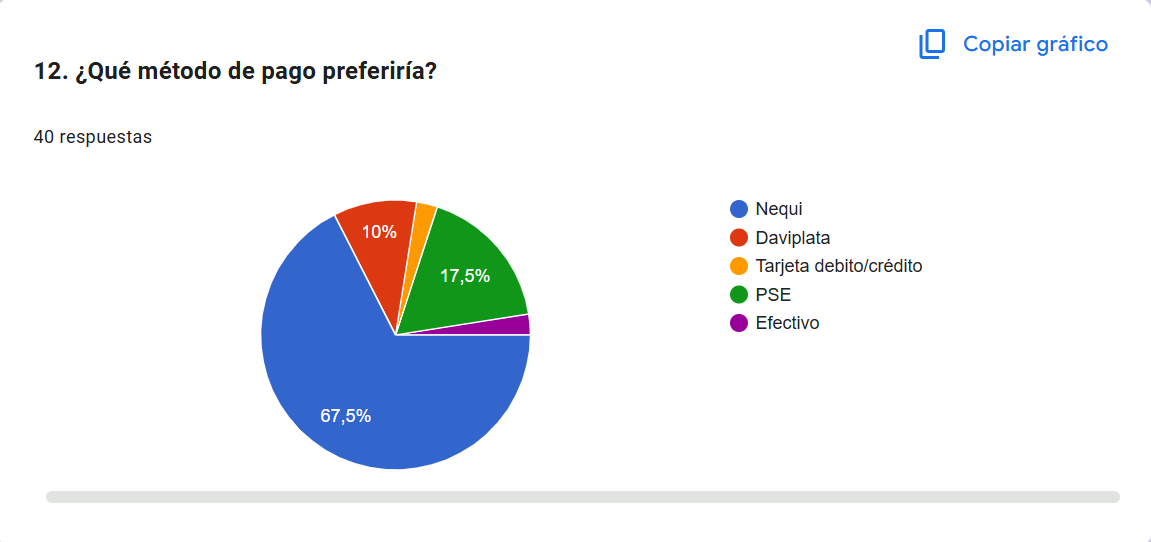 Copiar gráfico
12. ¿Qué método de pago preferiría?
40 respuestas
Nequi
Daviplata
Tarjeta debito/crédito
PSE
Efectivo
10%
17,5%
67,5%